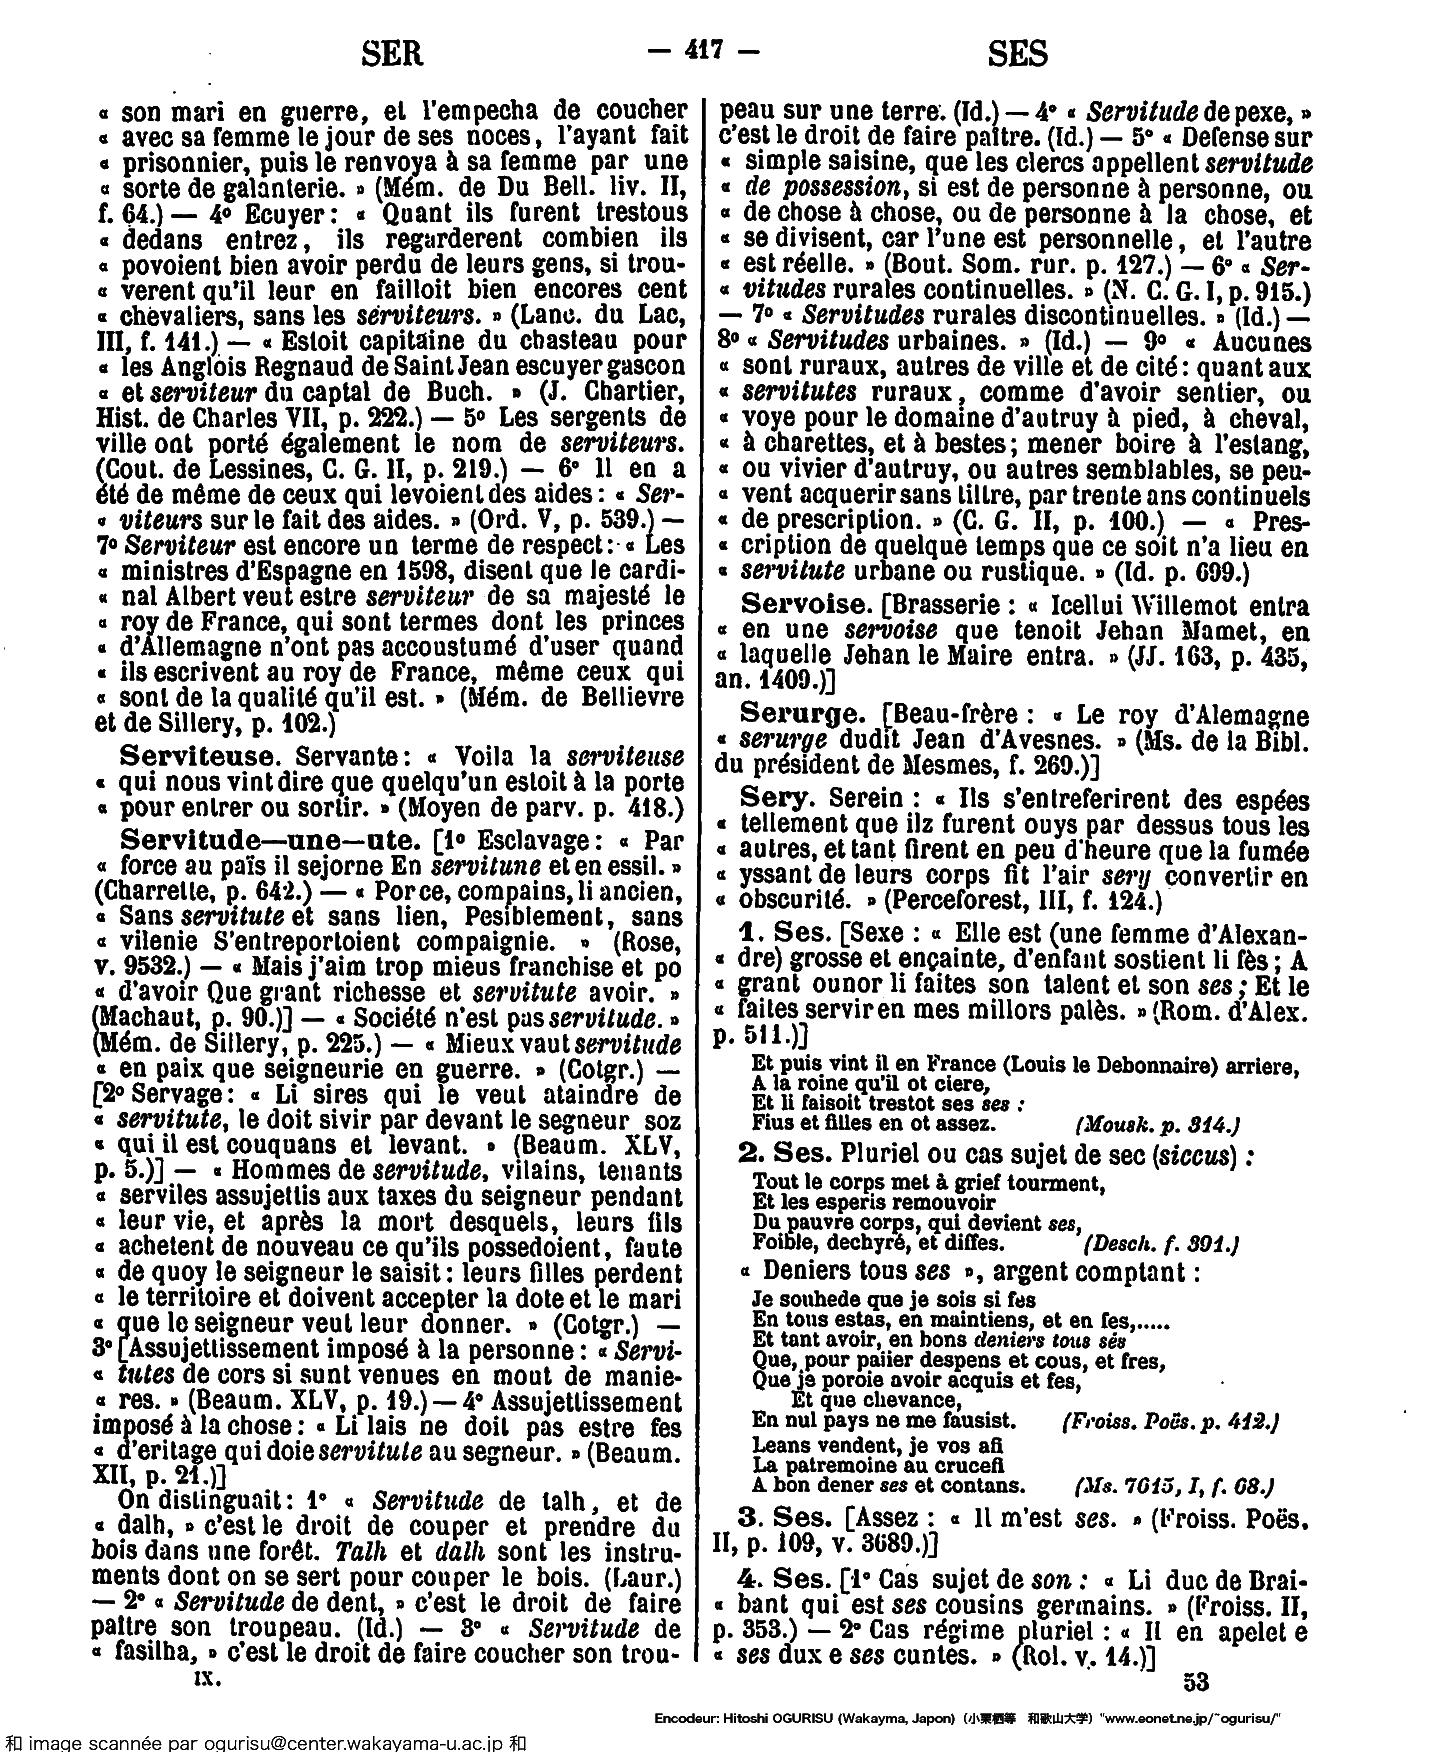 SER
— 417 —
SES
« son mari en guerre, et l'empecha de coucher
« avec sa femme le jour de ses noces, l'ayant fait
« prisonnier, puis le renvoya à sa femme par une
« sorte de galanterie. » (Mém. de Du Bell. liv. II,
f. 64.) — 4º Ecuyer : « Quant ils furent trestous
« dedans entrez, ils regarderent combien ils
« povoient bien avoir perdu de leurs gens, si trou-
« verent qu'il leur en failloit bien encores cent
« chevaliers, sans les serviteurs. » (Lanc. du Lac,
III, f. 141.) — « Estoit capitaine du chasteau pour
« les Anglois Regnaud de Saint Jean escuyer gascon
« et serviteur du captal de Buch. » (J. Chartier,
Hist. de Charles VII, p. 222.) — 5º Les sergents de
ville ont porté également le nom de serviteurs.
(Cout. de Lessines, C. G. II, p. 219.) — 6º Il en a
été de même de ceux qui levoient des aides : « Ser-
« viteurs sur le fait des aides. » (Ord. V, p. 539.) —
7º Serviteur est encore un terme de respect : « Les
« ministres d'Espagne en 1598, disent que le cardi-
« nal Albert veut estre serviteur de sa majesté le
« roy de France, qui sont termes dont les princes
« d'Allemagne n'ont pas accoustumé d'user quand
« ils escrivent au roy de France, même ceux qui
« sont de la qualité qu'il est. » (Mém. de Bellievre
et de Sillery, p. 102.)
Serviteuse. Servante : « Voila la serviteuse
« qui nous vint dire que quelqu'un estoit à la porte
« pour entrer ou sortir. » (Moyen de parv. p. 418.)
Servitude—une—ute. [1º Esclavage : « Par
« force au païs il sejorne En servitune et en essil. »
(Charrette, p. 642.) — « Por ce, compains, li ancien,
« Sans servitute et sans lien, Pesiblement, sans
« vilenie S'entreportoient compaignie. » (Rose,
v. 9532.) — « Mais j'aim trop mieus franchise et po
« d'avoir Que grant richesse et servitute avoir. »
(Machaut, p. 90.)] — « Société n'est pas servitude. »
(Mém. de Sillery, p. 225.) — « Mieux vaut servitude
« en paix que seigneurie en guerre. » (Cotgr.) —
[2º Servage : « Li sires qui le veut ataindre de
« servitute, le doit sivir par devant le segneur soz
« qui il est couquans et levant. » (Beaum. XLV,
p. 5.)] — « Hommes de servitude, vilains, tenants
« serviles assujettis aux taxes du seigneur pendant
« leur vie, et après la mort desquels, leurs fils
« achetent de nouveau ce qu'ils possedoient, faute
« de quoy le seigneur le saisit : leurs filles perdent
« le territoire et doivent accepter la dote et le mari
« que le seigneur veut leur donner. » (Cotgr.) —
3º [Assujettissement imposé à la personne : « Servi-
« tutes de cors si sunt venues en mout de manie-
« res. » (Beaum. XLV, p. 19.) — 4º Assujettissement
imposé à la chose : « Li lais ne doit pas estre fes
« d'eritage qui doie servitute au segneur. » (Beaum.
XII, p. 21.)]
On distinguait : 1º « Servitude de talh, et de
« dalh, » c'est le droit de couper et prendre du
bois dans une forêt. Talh et dalh sont les instru-
ments dont on se sert pour couper le bois. (Laur.)
— 2º « Servitude de dent, » c'est le droit de faire
paître son troupeau. (Id.) — 3º « Servitude de
« fasilha, » c'est le droit de faire coucher son trou-
IX.
peau sur une terre. (Id.) — 4º « Servitude de pexe, »
c'est le droit de faire paître. (Id.) — 5º « Defense sur
« simple saisine, que les clercs appellent servitude
« de possession, si est de personne à personne, ou
« de chose à chose, ou de personne à la chose, et
« se divisent, car l'une est personnelle, et l'autre
« est réelle. » (Bout. Som. rur. p. 127.) — 6º « Ser-
« vitudes rurales continuelles. » (N. C. G. I, p. 915.)
— 7º « Servitudes rurales discontinuelles. » (Id.) —
8º « Servitudes urbaines. » (Id.) — 9º « Aucunes
« sont ruraux, autres de ville et de cité : quant aux
« servitutes ruraux, comme d'avoir sentier, ou
« voye pour le domaine d'autruy à pied, à cheval,
« à charettes, et à bestes ; mener boire à l'estang,
« ou vivier d'autruy, ou autres semblables, se peu-
« vent acquerir sans tiltre, par trente ans continuels
« de prescription. » (C. G. II, p. 100.) — « Pres-
« cription de quelque temps que ce soit n'a lieu en
« servitute urbane ou rustique. » (Id. p. 699.)
Servoise. [Brasserie : « Icellui Willemot entra
« en une servoise que tenoit Jehan Mamet, en
« laquelle Jehan le Maire entra. » (JJ. 163, p. 435,
an. 1409.)]
Serurge. [Beau-frère : « Le roy d'Alemagne
« serurge dudit Jean d'Avesnes. » (Ms. de la Bibl.
du président de Mesmes, f. 269.)]
Sery. Serein : « Ils s'entreferirent des espées
« tellement que ilz furent ouys par dessus tous les
« autres, et tant firent en peu d'heure que la fumée
« yssant de leurs corps fit l'air sery convertir en
« obscurité. » (Perceforest, III, f. 124.)
1. Ses. [Sexe : « Elle est (une femme d'Alexan-
« dre) grosse et ençainte, d'enfant sostient li fès ; A
« grant ounor li faites son talent et son ses ; Et le
« faites servir en mes millors palès. » (Rom. d'Alex.
p. 511.)]
Et puis vint il en France (Louis le Debonnaire) arriere,
A la roine qu'il ot ciere,
Et li faisoit trestot ses ses :
Fius et filles en ot assez. (Mousk. p. 314.)
2. Ses. Pluriel ou cas sujet de sec (siccus) :
Tout le corps met à grief tourment,
Et les esperis remouvoir
Du pauvre corps, qui devient ses,
Foible, dechyré, et diffes. (Desch. f. 391.)
« Deniers tous ses », argent comptant :
Je souhede que je sois si fes
En tous estas, en maintiens, et en fes,.....
Et tant avoir, en bons deniers tous sés
Que, pour paiier despens et cous, et fres,
Que je poroie avoir acquis et fes,
Et que chevance,
En nul pays ne me fausist. (Froiss. Poës. p. 412.)
Leans vendent, je vos afi
La patremoine au crucefi
A bon dener ses et contans. (Ms. 7615, I, f. 68.)
3. Ses. [Assez : « Il m'est ses. » (Froiss. Poës.
II, p. 109, v. 3689.)]
4. Ses. [1º Cas sujet de son : « Li duc de Brai-
« bant qui est ses cousins germains. » (Froiss. II,
p. 353.) — 2º Cas régime pluriel : « Il en apelet e
« ses dux e ses cuntes. » (Rol. v. 14.)]
53
Encodeur: Hitoshi OGURISU (Wakayma, Japon) (小栗栖等 和歌山大学) "www.eonet.ne.jp/~ogurisu/"
和 image scannée par ogurisu@center.wakayama-u.ac.jp 和